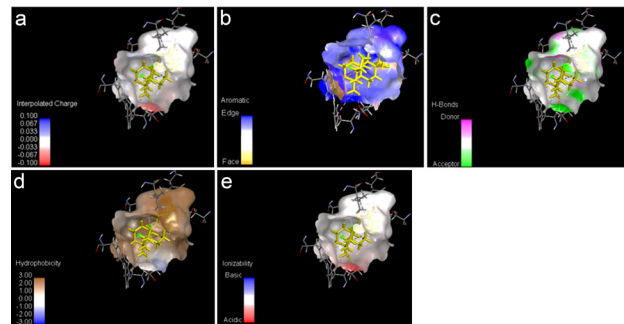 a
Interpolated Charge
0.100
0.067
0.033
0.000
-0.033
-0.067
-0.100
b
Aromatic
Edge
Face
c
H-Bonds
Donor
Acceptor
d
Hydrophobicity
3.00
2.00
1.00
0.00
-1.00
-2.00
-3.00
e
Ionizability
Basic
Acidic